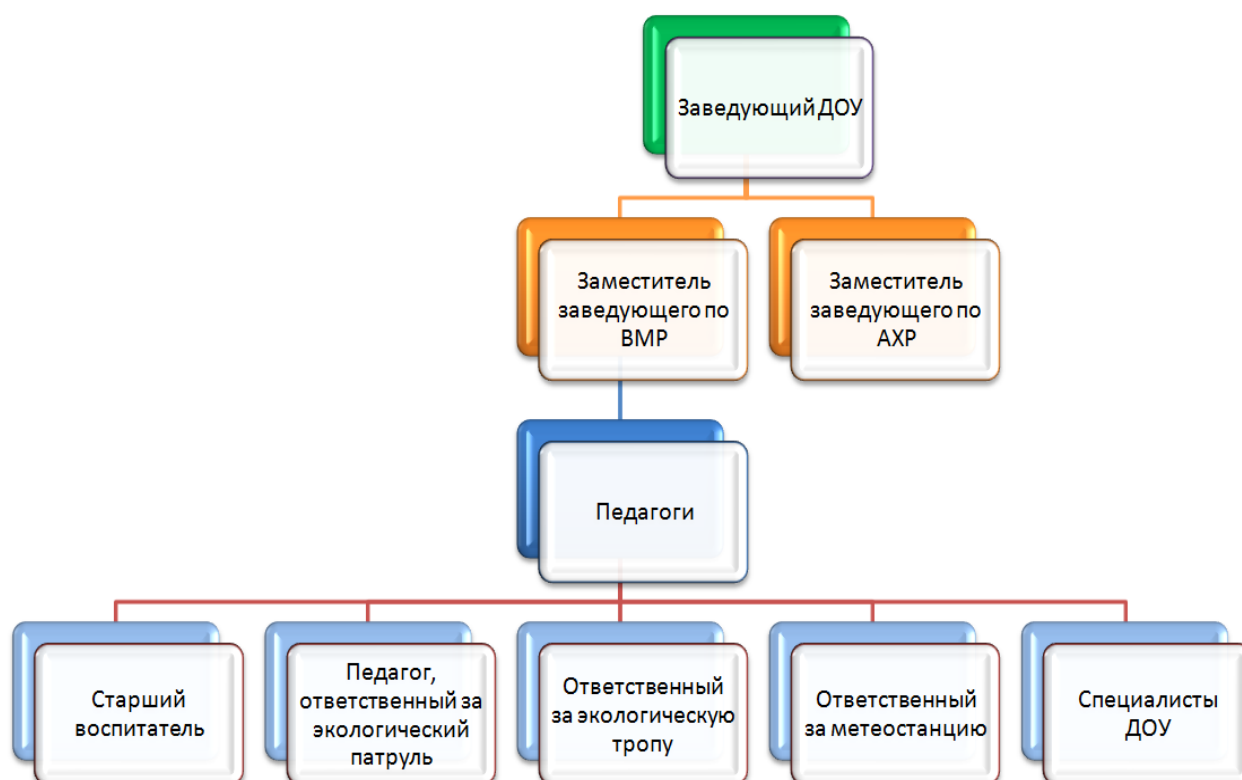 Заведующий ДОУ
Заместитель
заведующего по
ВМР
Заместитель
заведующего по
АХР
Педагоги
Старший
воспитатель
Педагог,
ответственный за
экологический
патруль
Ответственный
за экологическую
тропу
Ответственный
за метеостанцию
Специалисты
ДОУ